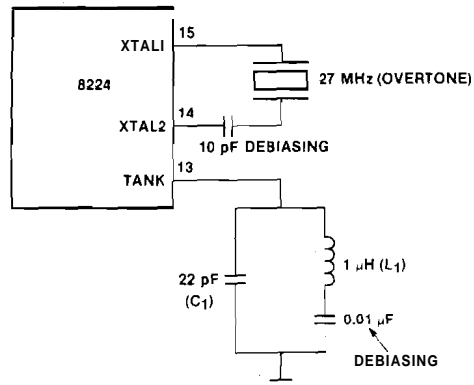 15
XTAL1
8224
27 MHz (OVERTONE)
14
XTAL2
10 pF DEBIASING
13
TANK
1 μH (L1)
22 pF
(C1)
0.01 μF
DEBIASING